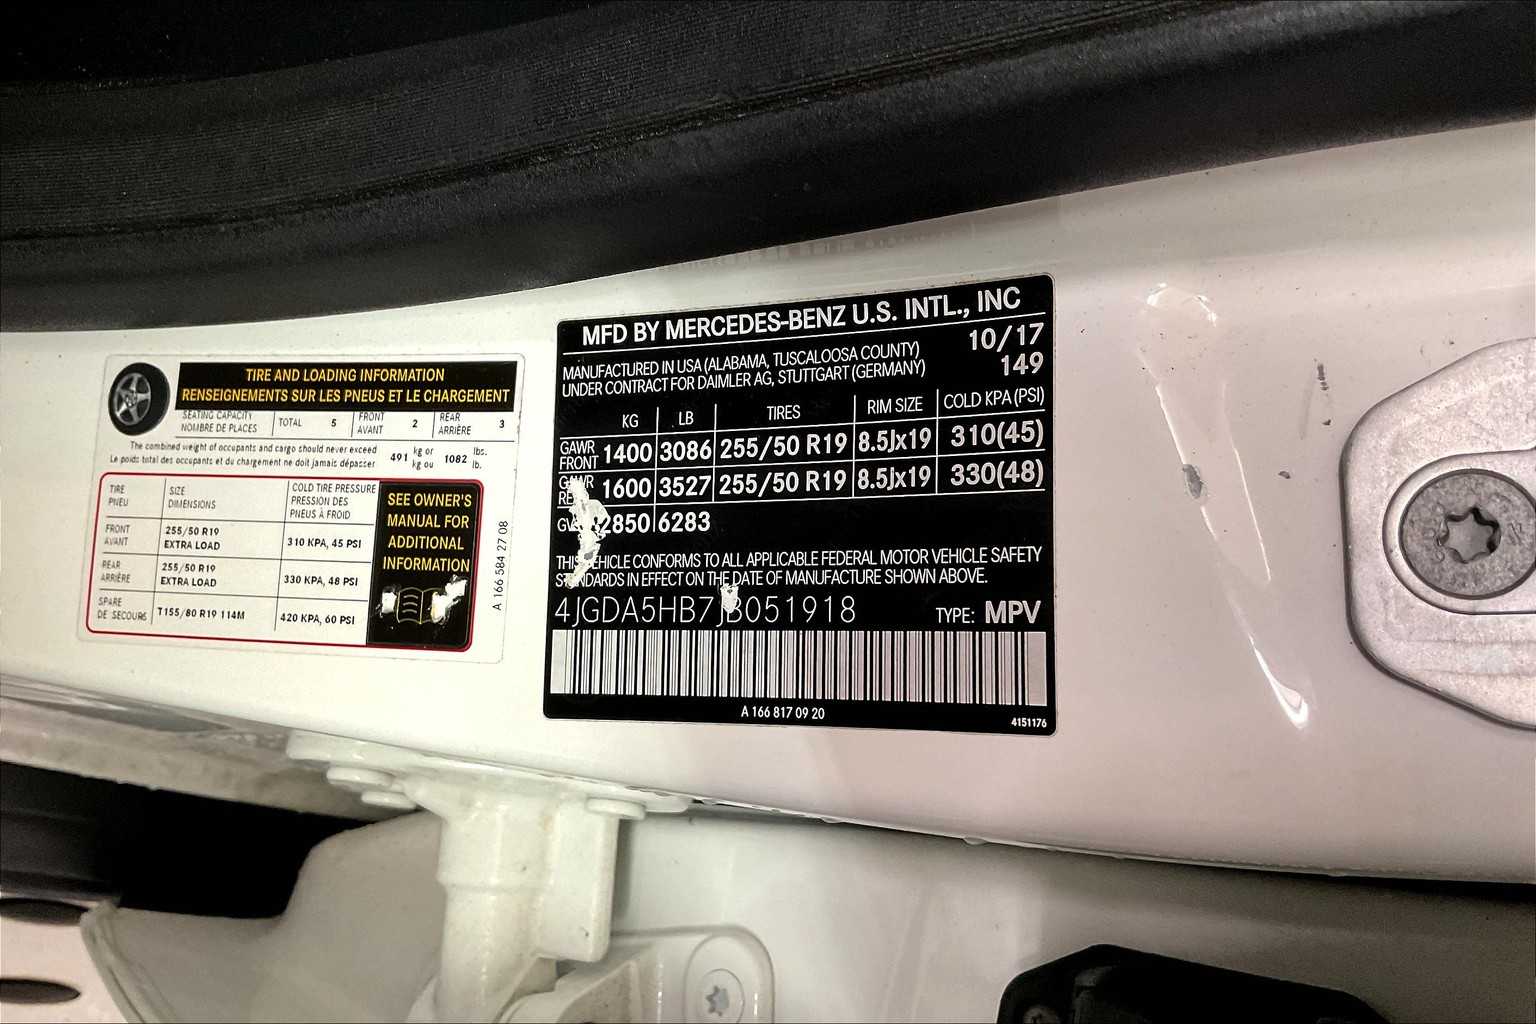 TIRE AND LOADING INFORMATION
RENSEIGNEMENTS SUR LES PNEUS ET LE CHARGEMENT
SEATING CAPACITY
NOMBRE DE PLACES
TOTAL 5
FRONT
AVANT
2
REAR
ARRIÈRE
3
The combined weight of occupants and cargo should never exceed
Le poids total des occupants et du chargement ne doit jamais dépasser
491 kg or
kg ou
1082 lbs.
lb.
TIRE
PNEU
SIZE
DIMENSIONS
COLD TIRE PRESSURE
PRESSION DES
PNEUS À FROID
FRONT
AVANT
255/50 R19
EXTRA LOAD
310 KPA, 45 PSI
REAR
ARRIÈRE
255/50 R19
EXTRA LOAD
330 KPA, 48 PSI
SPARE
DE SECOURS
T155/80 R19 114M
420 KPA, 60 PSI
SEE OWNER'S
MANUAL FOR
ADDITIONAL
INFORMATION
A 166 584 27 08
MFD BY MERCEDES-BENZ U.S. INTL., INC
MANUFACTURED IN USA (ALABAMA, TUSCALOOSA COUNTY)
UNDER CONTRACT FOR DAIMLER AG, STUTTGART (GERMANY)
10/17
149
KG LB TIRES RIM SIZE COLD KPA (PSI)
GAWR
FRONT
1400 3086 255/50 R19 8.5Jx19 310(45)
1600 3527 255/50 R19 8.5Jx19 330(48)
2850 6283
THIS VEHICLE CONFORMS TO ALL APPLICABLE FEDERAL MOTOR VEHICLE SAFETY
STANDARDS IN EFFECT ON THE DATE OF MANUFACTURE SHOWN ABOVE.
4JGDA5HB7JB051918 TYPE: MPV
A 166 817 09 20
4151176